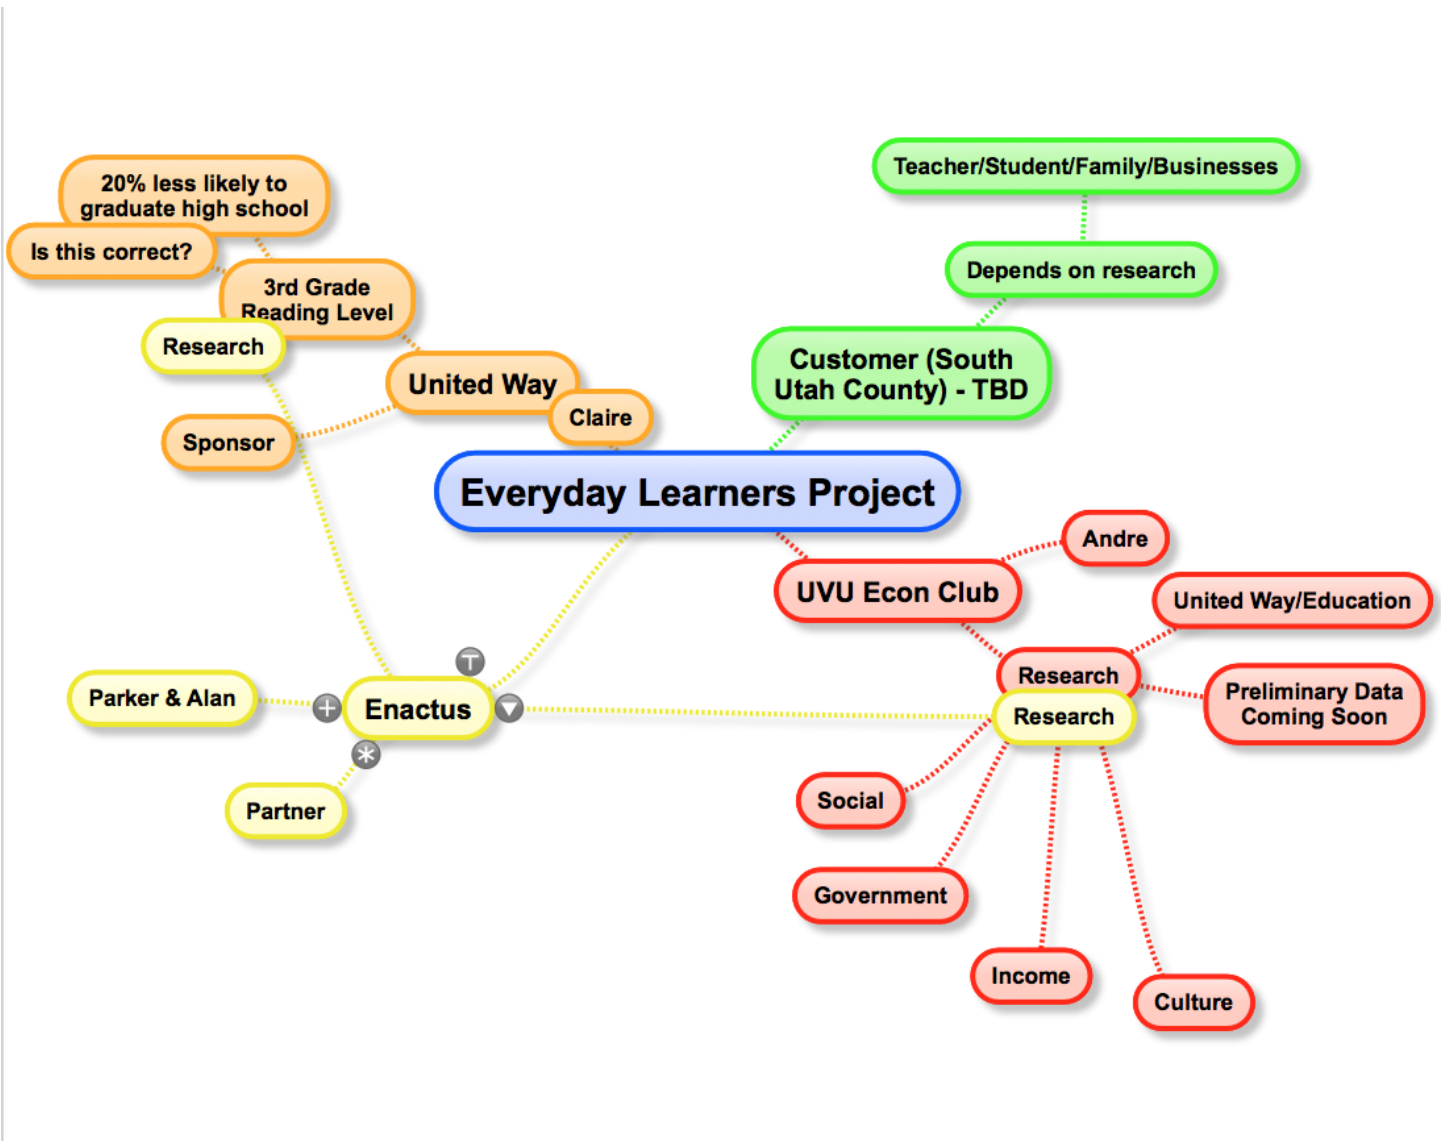 Teacher/Student/Family/Businesses
20% less likely to
graduate high school
Is this correct?
Depends on research
3rd Grade
Reading Level
Research
Customer (South
Utah County) - TBD
United Way
Claire
Sponsor
Everyday Learners Project
Andre
UVU Econ Club
United Way/Education
Research
Preliminary Data
Coming Soon
Parker & Alan
Enactus
Research
Social
Partner
Government
Income
Culture